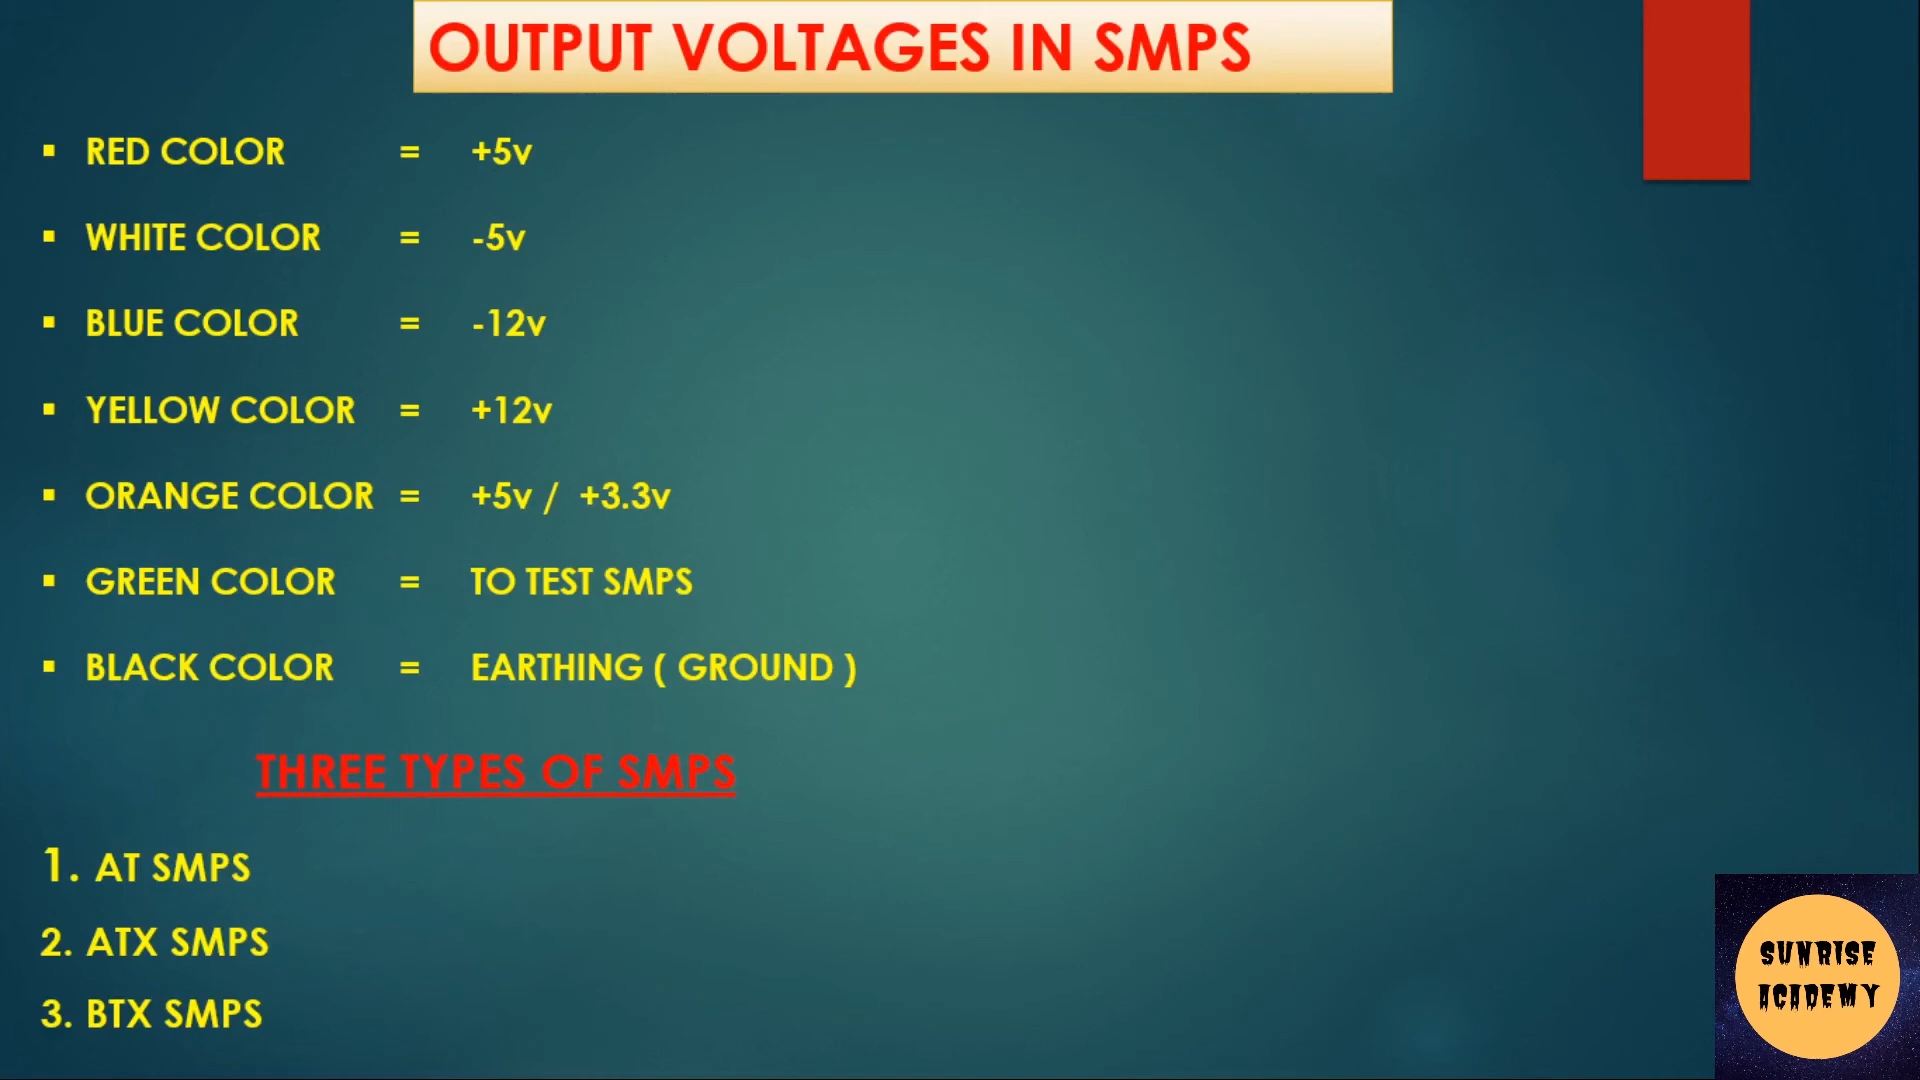 OUTPUT VOLTAGES IN SMPS
▪ RED COLOR = +5v
▪ WHITE COLOR = -5v
▪ BLUE COLOR = -12v
▪ YELLOW COLOR = +12v
▪ ORANGE COLOR = +5v / +3.3v
▪ GREEN COLOR = TO TEST SMPS
▪ BLACK COLOR = EARTHING ( GROUND )
THREE TYPES OF SMPS
1. AT SMPS
2. ATX SMPS
3. BTX SMPS
SUNRISE
ACADEMY